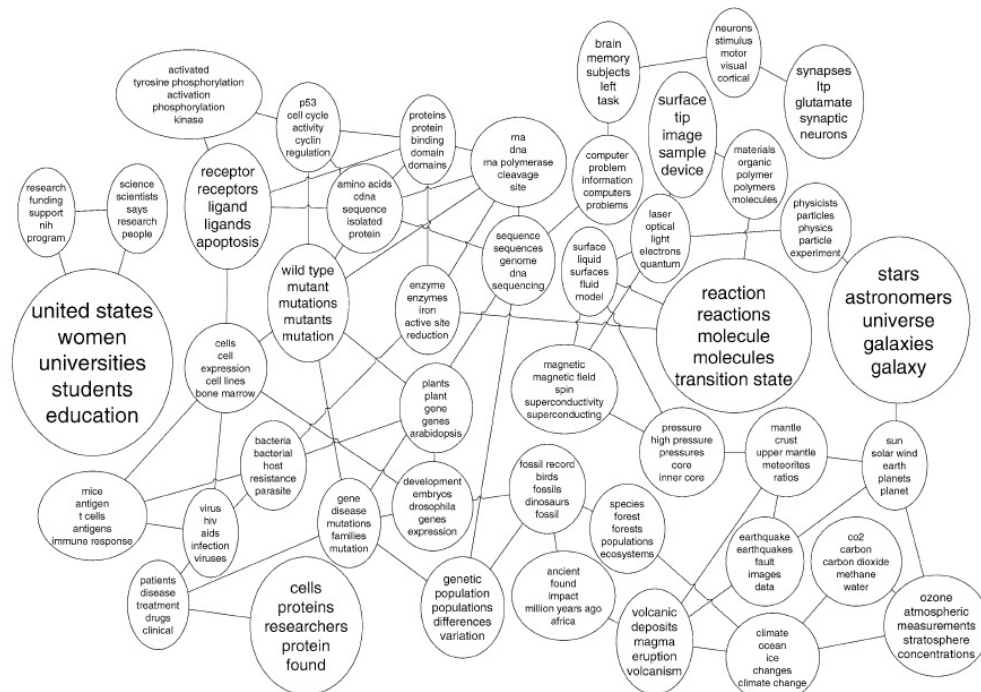 activated
tyrosine phosphorylation
activation
phosphorylation
kinase
p53
cell cycle
activity
cyclin
regulation
proteins
protein
binding
domain
domains
rna
dna
rna polymerase
cleavage
site
brain
memory
subjects
left
task
neurons
stimulus
motor
visual
cortical
synapses
ltp
glutamate
synaptic
neurons
surface
tip
image
sample
device
research
funding
support
nih
program
science
scientists
says
research
people
receptor
receptors
ligand
ligands
apoptosis
amino acids
cdna
sequence
isolated
protein
computer
problem
information
computers
problems
materials
organic
polymer
polymers
molecules
physicists
particles
physics
particle
experiment
laser
optical
light
electrons
quantum
surface
liquid
surfaces
fluid
model
sequence
sequences
genome
dna
sequencing
wild type
mutant
mutations
mutants
mutation
enzyme
enzymes
iron
active site
reduction
united states
women
universities
students
education
reaction
reactions
molecule
molecules
transition state
stars
astronomers
universe
galaxies
galaxy
cells
cell
expression
cell lines
bone marrow
plants
plant
gene
genes
arabidopsis
magnetic
magnetic field
spin
superconductivity
superconducting
pressure
high pressure
pressures
core
inner core
mantle
crust
upper mantle
meteorites
ratios
sun
solar wind
earth
planets
planet
bacteria
bacterial
host
resistance
parasite
mice
antigen
t cells
antigens
immune response
virus
hiv
aids
infection
viruses
gene
disease
mutations
families
mutation
development
embryos
drosophila
genes
expression
fossil record
birds
fossils
dinosaurs
fossil
species
forest
forests
populations
ecosystems
earthquake
earthquakes
fault
images
data
co2
carbon
carbon dioxide
methane
water
patients
disease
treatment
drugs
clinical
cells
proteins
researchers
protein
found
genetic
population
populations
differences
variation
ancient
found
impact
million years ago
africa
volcanic
deposits
magma
eruption
volcanism
climate
ocean
ice
changes
climate change
ozone
atmospheric
measurements
stratosphere
concentrations